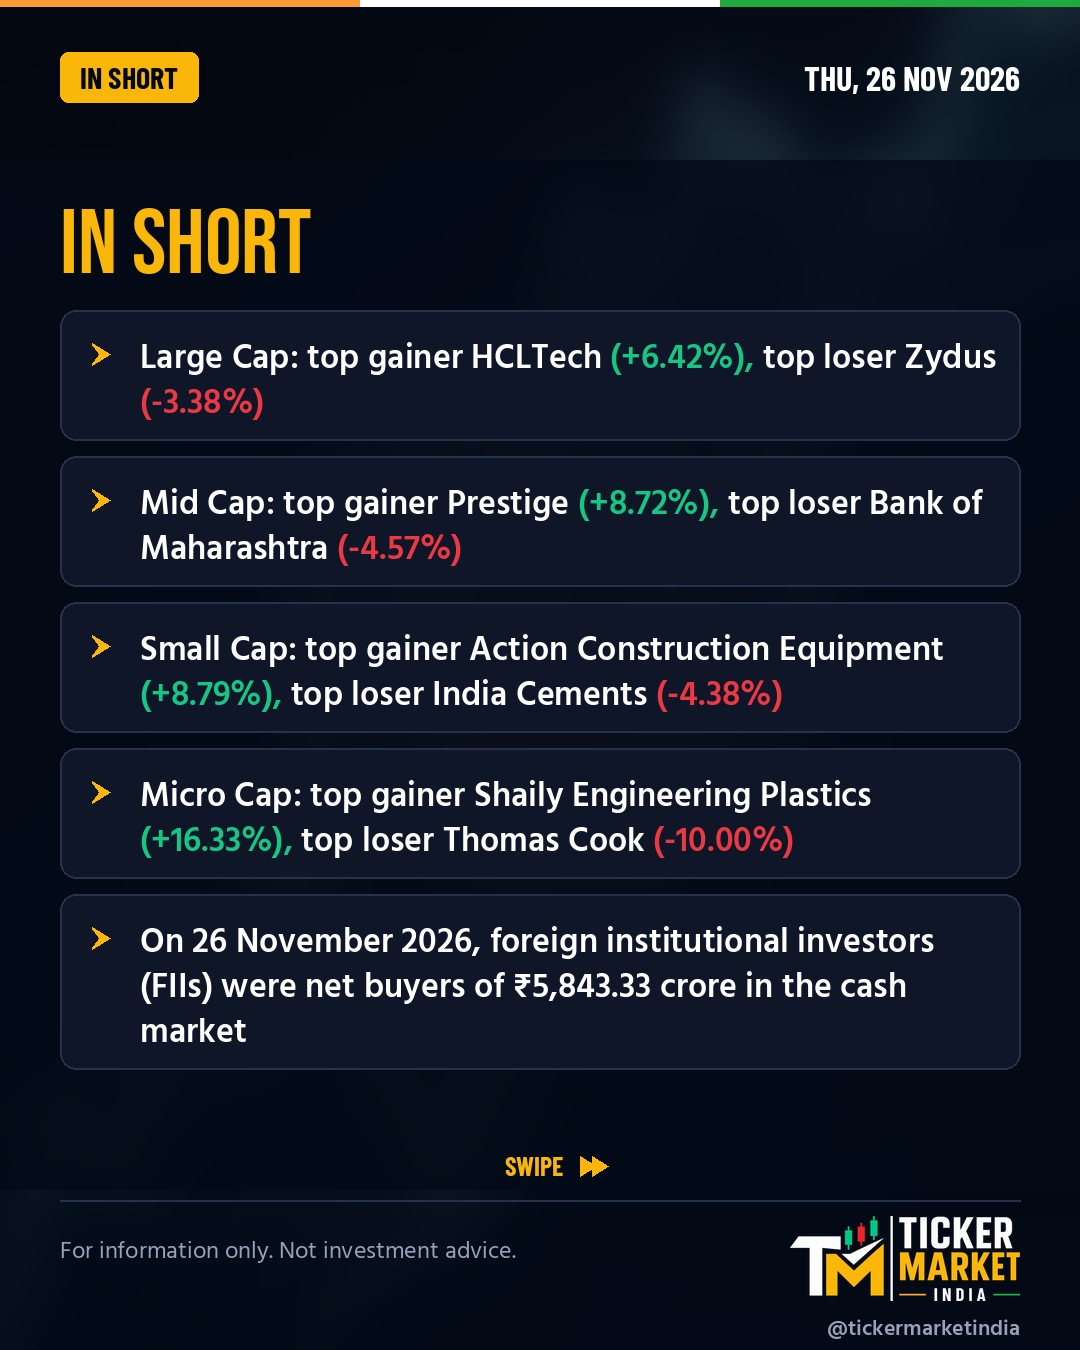 IN SHORT
THU, 26 NOV 2026
IN SHORT
Large Cap: top gainer HCLTech (+6.42%), top loser Zydus
(-3.38%)
Mid Cap: top gainer Prestige (+8.72%), top loser Bank of
Maharashtra (-4.57%)
Small Cap: top gainer Action Construction Equipment
(+8.79%), top loser India Cements (-4.38%)
Micro Cap: top gainer Shaily Engineering Plastics
(+16.33%), top loser Thomas Cook (-10.00%)
On 26 November 2026, foreign institutional investors
(FIIs) were net buyers of ₹5,843.33 crore in the cash
market
SWIPE
For information only. Not investment advice.
TM
TICKER
MARKET
INDIA
@tickermarketindia